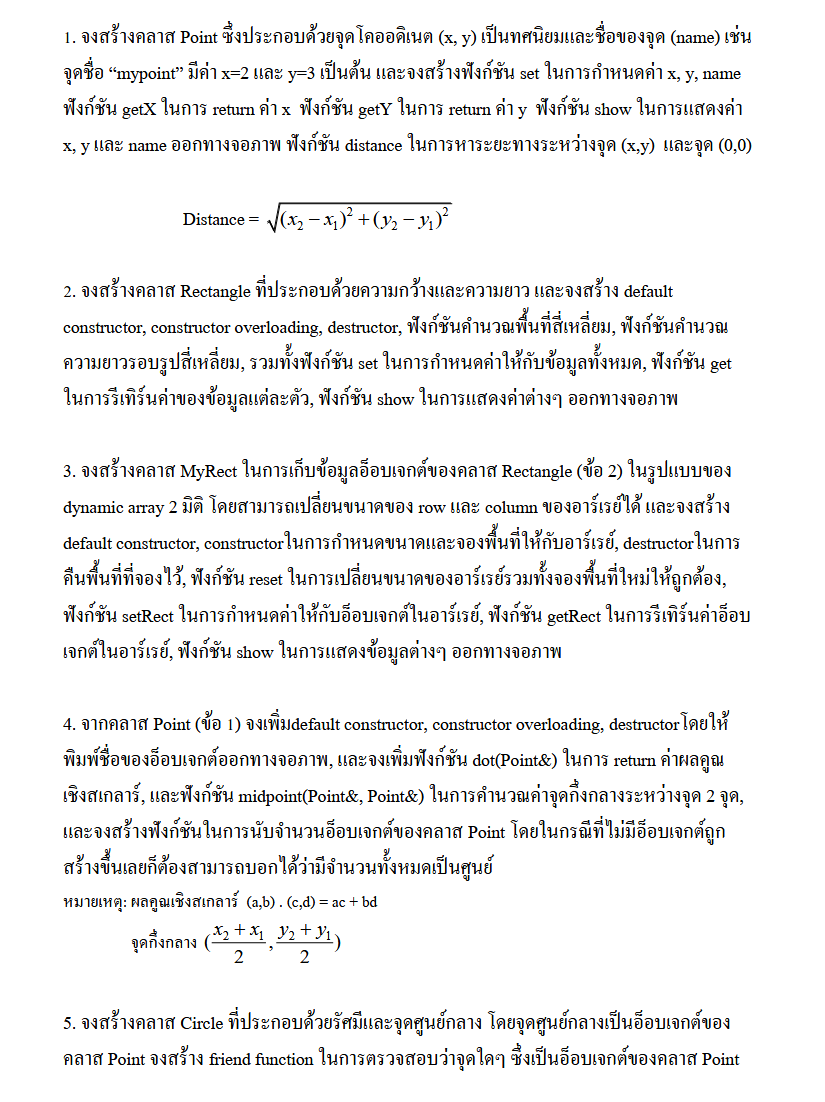 1. จงสร้างคลาส Point ซึ่งประกอบด้วยจุดโคออดิเนต (x, y) เป็นทศนิยมและชื่อของจุด (name) เช่น
จุดชื่อ “mypoint” มีค่า x=2 และ y=3 เป็นต้น และจงสร้างฟังก์ชัน set ในการกำหนดค่า x, y, name
ฟังก์ชัน getX ในการ return ค่า x ฟังก์ชัน getY ในการ return ค่า y ฟังก์ชัน show ในการแสดงค่า
x, y และ name ออกทางจอภาพ ฟังก์ชัน distance ในการหาระยะทางระหว่างจุด (x,y) และจุด (0,0)
Distance = √((x₂ − x₁)² + (y₂ − y₁)²)
2. จงสร้างคลาส Rectangle ที่ประกอบด้วยความกว้างและความยาว และจงสร้าง default
constructor, constructor overloading, destructor, ฟังก์ชันคำนวณพื้นที่สี่เหลี่ยม, ฟังก์ชันคำนวณ
ความยาวรอบรูปสี่เหลี่ยม, รวมทั้งฟังก์ชัน set ในการกำหนดค่าให้กับข้อมูลทั้งหมด, ฟังก์ชัน get
ในการรีเทิร์นค่าของข้อมูลแต่ละตัว, ฟังก์ชัน show ในการแสดงค่าต่างๆ ออกทางจอภาพ
3. จงสร้างคลาส MyRect ในการเก็บข้อมูลอ็อบเจกต์ของคลาส Rectangle (ข้อ 2) ในรูปแบบของ
dynamic array 2 มิติ โดยสามารถเปลี่ยนขนาดของ row และ column ของอาร์เรย์ได้ และจงสร้าง
default constructor, constructorในการกำหนดขนาดและจองพื้นที่ให้กับอาร์เรย์, destructorในการ
คืนพื้นที่ที่จองไว้, ฟังก์ชัน reset ในการเปลี่ยนขนาดของอาร์เรย์รวมทั้งจองพื้นที่ใหม่ให้ถูกต้อง,
ฟังก์ชัน setRect ในการกำหนดค่าให้กับอ็อบเจกต์ในอาร์เรย์, ฟังก์ชัน getRect ในการรีเทิร์นค่าอ็อบ
เจกต์ในอาร์เรย์, ฟังก์ชัน show ในการแสดงข้อมูลต่างๆ ออกทางจอภาพ
4. จากคลาส Point (ข้อ 1) จงเพิ่มdefault constructor, constructor overloading, destructorโดยให้
พิมพ์ชื่อของอ็อบเจกต์ออกทางจอภาพ, และจงเพิ่มฟังก์ชัน dot(Point&) ในการ return ค่าผลคูณ
เชิงสเกลาร์, และฟังก์ชัน midpoint(Point&, Point&) ในการคำนวณค่าจุดกึ่งกลางระหว่างจุด 2 จุด,
และจงสร้างฟังก์ชันในการนับจำนวนอ็อบเจกต์ของคลาส Point โดยในกรณีที่ไม่มีอ็อบเจกต์ถูก
สร้างขึ้นเลยก็ต้องสามารถบอกได้ว่ามีจำนวนทั้งหมดเป็นศูนย์
หมายเหตุ: ผลคูณเชิงสเกลาร์ (a,b) . (c,d) = ac + bd
จุดกึ่งกลาง ((x₂ + x₁)/2, (y₂ + y₁)/2)
5. จงสร้างคลาส Circle ที่ประกอบด้วยรัศมีและจุดศูนย์กลาง โดยจุดศูนย์กลางเป็นอ็อบเจกต์ของ
คลาส Point จงสร้าง friend function ในการตรวจสอบว่าจุดใดๆ ซึ่งเป็นอ็อบเจกต์ของคลาส Point